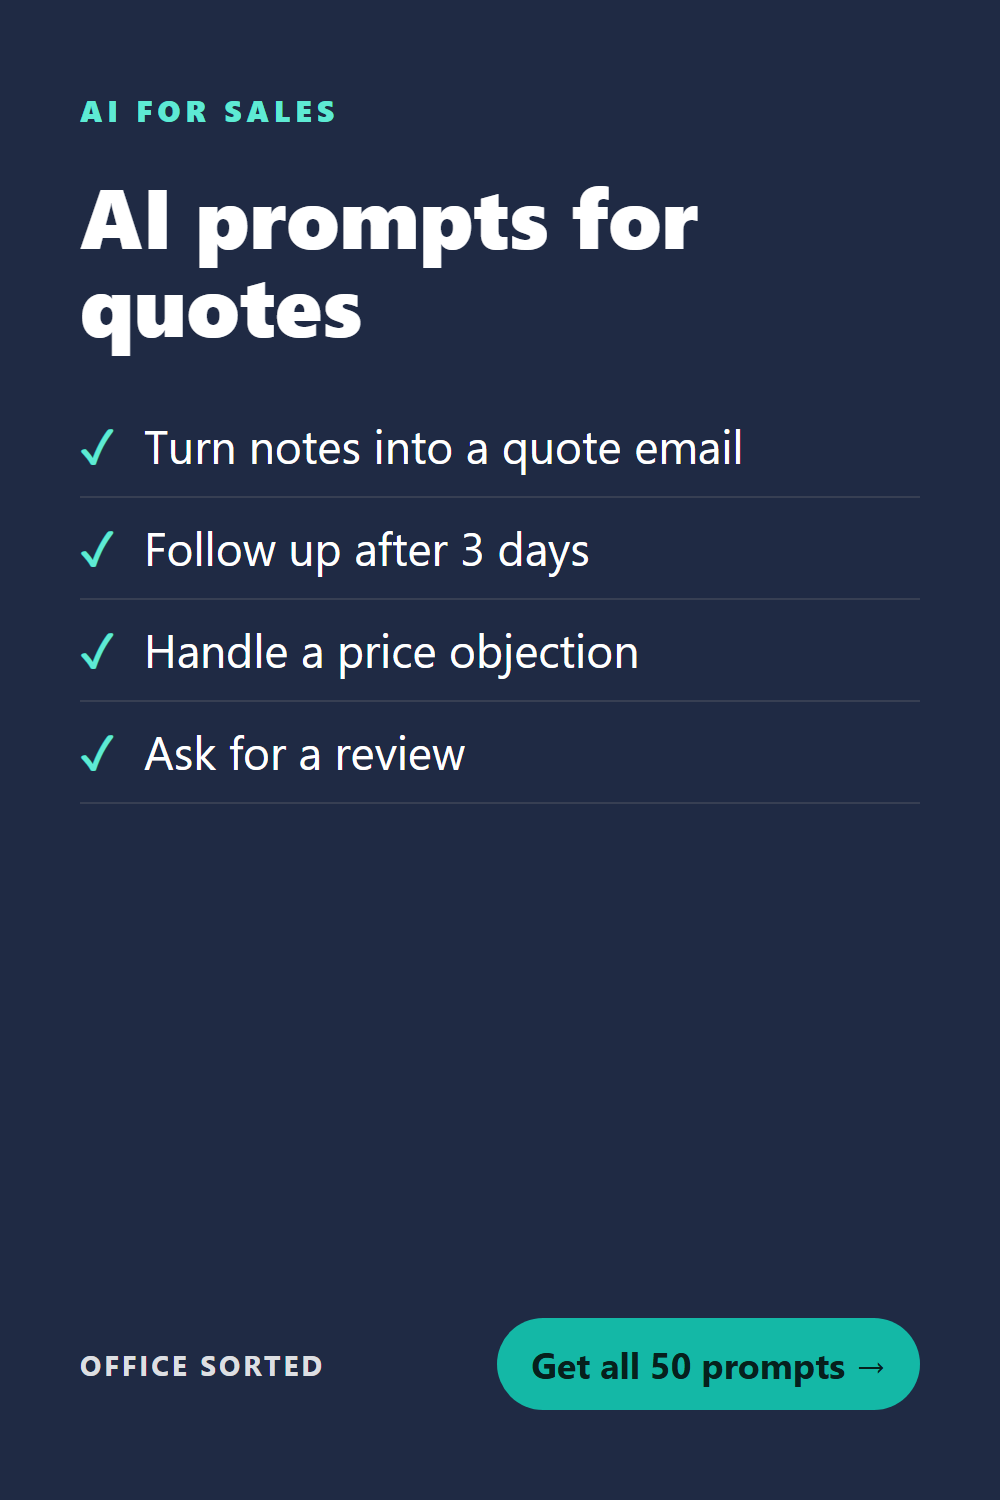 AI FOR SALES
AI prompts for
quotes
✓ Turn notes into a quote email
✓ Follow up after 3 days
✓ Handle a price objection
✓ Ask for a review
OFFICE SORTED
Get all 50 prompts →